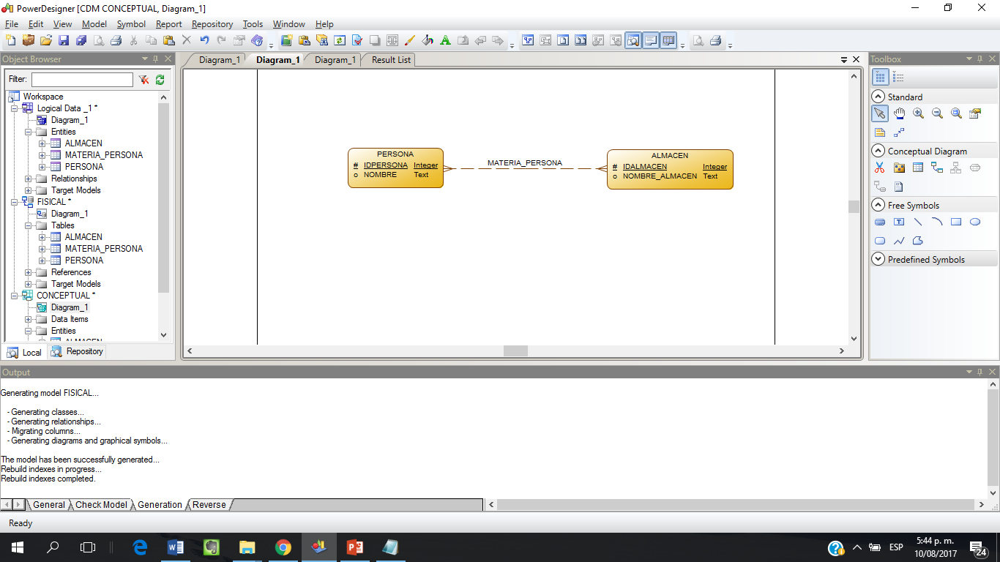 PowerDesigner [CDM CONCEPTUAL, Diagram_1]
File Edit View Model Symbol Report Repository Tools Window Help
Object Browser
Filter:
Workspace
Logical Data _1 *
Diagram_1
Entities
ALMACEN
MATERIA_PERSONA
PERSONA
Relationships
Target Models
FISICAL *
Diagram_1
Tables
ALMACEN
MATERIA_PERSONA
PERSONA
References
Target Models
CONCEPTUAL *
Diagram_1
Data Items
Entities
ALMACEN
Local Repository
Diagram_1 Diagram_1 Diagram_1 Result List
PERSONA
# IDPERSONA Integer
o NOMBRE Text
MATERIA_PERSONA
ALMACEN
# IDALMACEN Integer
o NOMBRE_ALMACEN Text
Toolbox
Standard
Conceptual Diagram
Free Symbols
Predefined Symbols
Output
Generating model FISICAL...
- Generating classes...
- Generating relationships...
- Migrating columns...
- Generating diagrams and graphical symbols...
The model has been successfully generated...
Rebuild indexes in progress...
Rebuild indexes completed.
General Check Model Generation Reverse
Ready
ESP
5:44 p. m.
10/08/2017
24